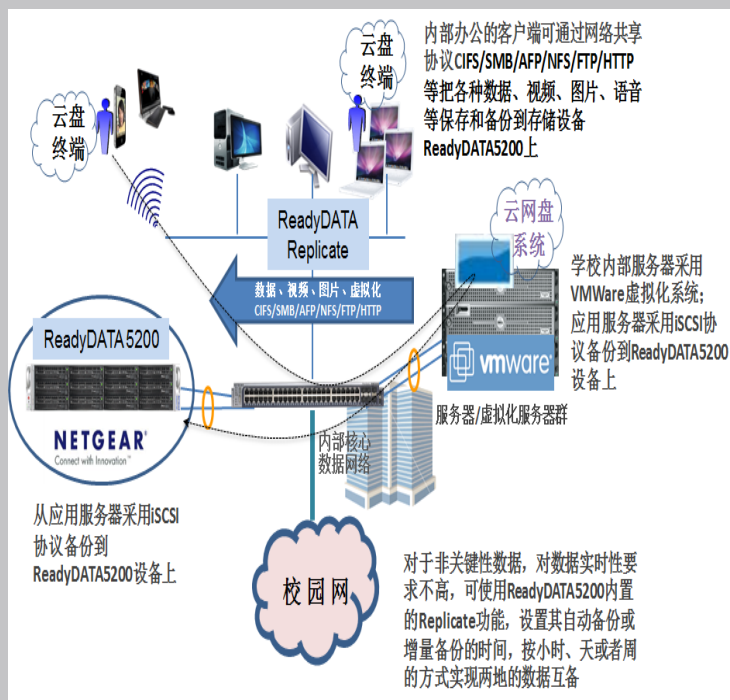 云盘
终端
云盘
终端
内部办公的客户端可通过网络共享
协议CIFS/SMB/AFP/NFS/FTP/HTTP
等把各种数据、视频、图片、语音
等保存和备份到存储设备
ReadyDATA5200上
ReadyDATA
Replicate
云网盘
系统
数据、视频、图片、虚拟化
CIFS/SMB/AFP/NFS/FTP/HTTP
学校内部服务器采用
VMWare虚拟化系统；
应用服务器采用iSCSI协
议备份到ReadyDATA5200
设备上
ReadyDATA 5200
vmware
服务器/虚拟化服务器群
NETGEAR
Connect with Innovation™
内部核心
数据网络
从应用服务器采用iSCSI
协议备份到
ReadyDATA5200设备上
校园网
对于非关键性数据，对数据实时性要
求不高，可使用ReadyDATA5200内置
的Replicate功能，设置其自动备份或
增量备份的时间，按小时、天或者周
的方式实现两地的数据互备